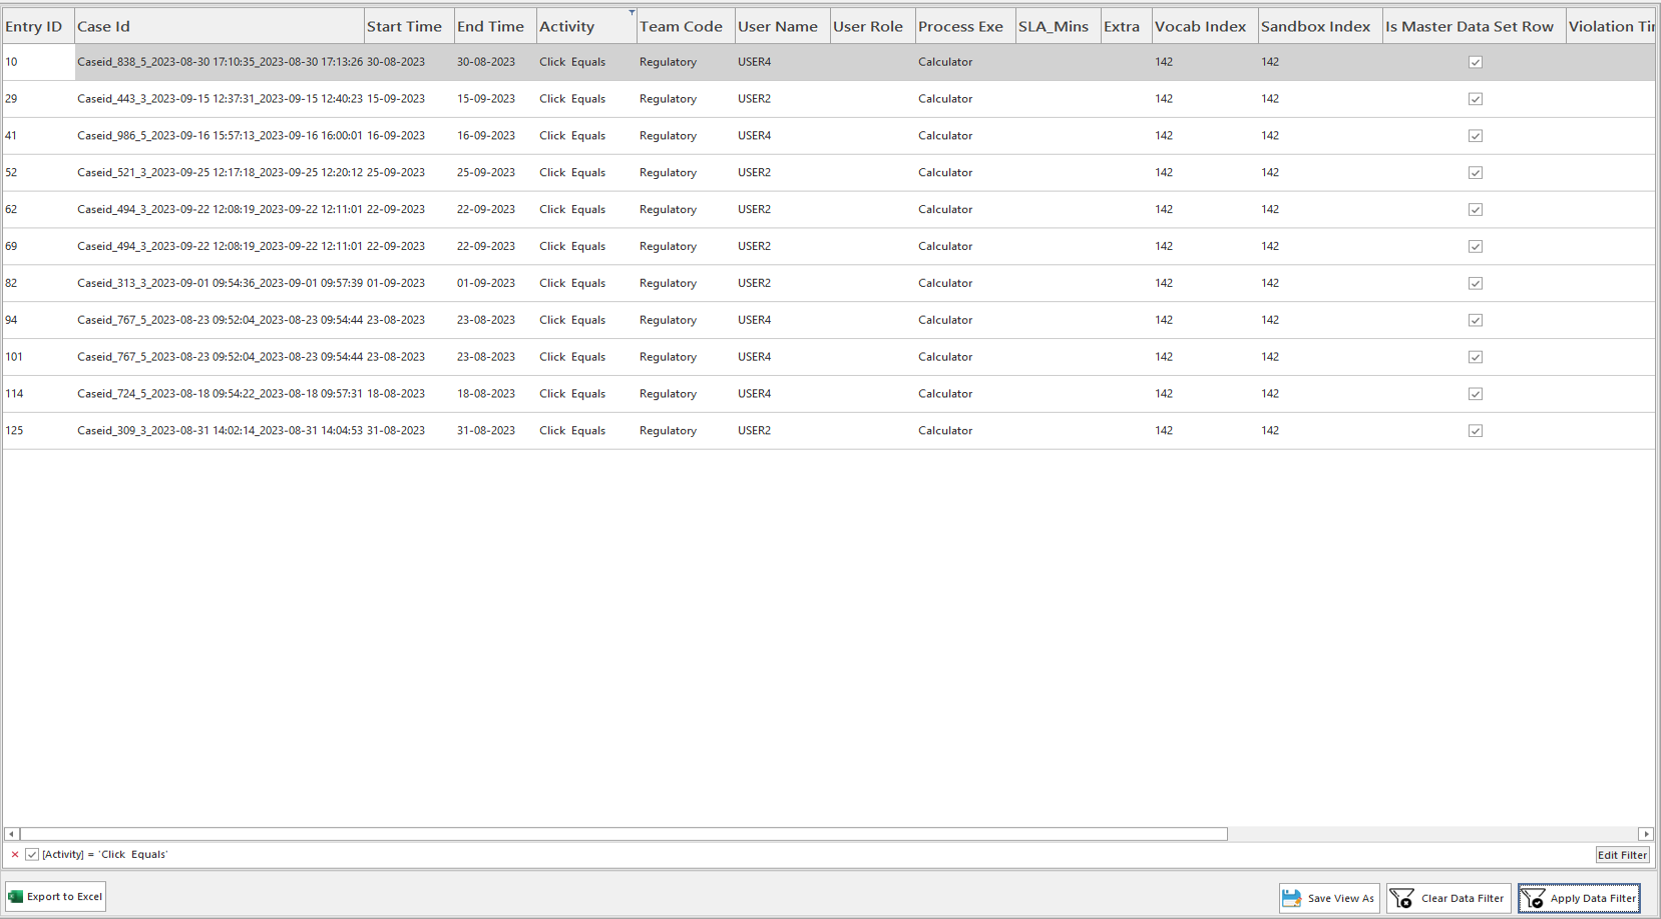 Entry ID Case Id Start Time End Time Activity Team Code User Name User Role Process Exe SLA_Mins Extra Vocab Index Sandbox Index Is Master Data Set Row Violation Tir
10 Caseid_838_5_2023-08-30 17:10:35_2023-08-30 17:13:26 30-08-2023 30-08-2023 Click Equals Regulatory USER4 Calculator 142 142
29 Caseid_443_3_2023-09-15 12:37:31_2023-09-15 12:40:23 15-09-2023 15-09-2023 Click Equals Regulatory USER2 Calculator 142 142
41 Caseid_986_5_2023-09-16 15:57:13_2023-09-16 16:00:01 16-09-2023 16-09-2023 Click Equals Regulatory USER4 Calculator 142 142
52 Caseid_521_3_2023-09-25 12:17:18_2023-09-25 12:20:12 25-09-2023 25-09-2023 Click Equals Regulatory USER2 Calculator 142 142
62 Caseid_494_3_2023-09-22 12:08:19_2023-09-22 12:11:01 22-09-2023 22-09-2023 Click Equals Regulatory USER2 Calculator 142 142
69 Caseid_494_3_2023-09-22 12:08:19_2023-09-22 12:11:01 22-09-2023 22-09-2023 Click Equals Regulatory USER2 Calculator 142 142
82 Caseid_313_3_2023-09-01 09:54:36_2023-09-01 09:57:39 01-09-2023 01-09-2023 Click Equals Regulatory USER2 Calculator 142 142
94 Caseid_767_5_2023-08-23 09:52:04_2023-08-23 09:54:44 23-08-2023 23-08-2023 Click Equals Regulatory USER4 Calculator 142 142
101 Caseid_767_5_2023-08-23 09:52:04_2023-08-23 09:54:44 23-08-2023 23-08-2023 Click Equals Regulatory USER4 Calculator 142 142
114 Caseid_724_5_2023-08-18 09:54:22_2023-08-18 09:57:31 18-08-2023 18-08-2023 Click Equals Regulatory USER4 Calculator 142 142
125 Caseid_309_3_2023-08-31 14:02:14_2023-08-31 14:04:53 31-08-2023 31-08-2023 Click Equals Regulatory USER2 Calculator 142 142
[Activity] = 'Click Equals' Edit Filter
Export to Excel Save View As Clear Data Filter Apply Data Filter